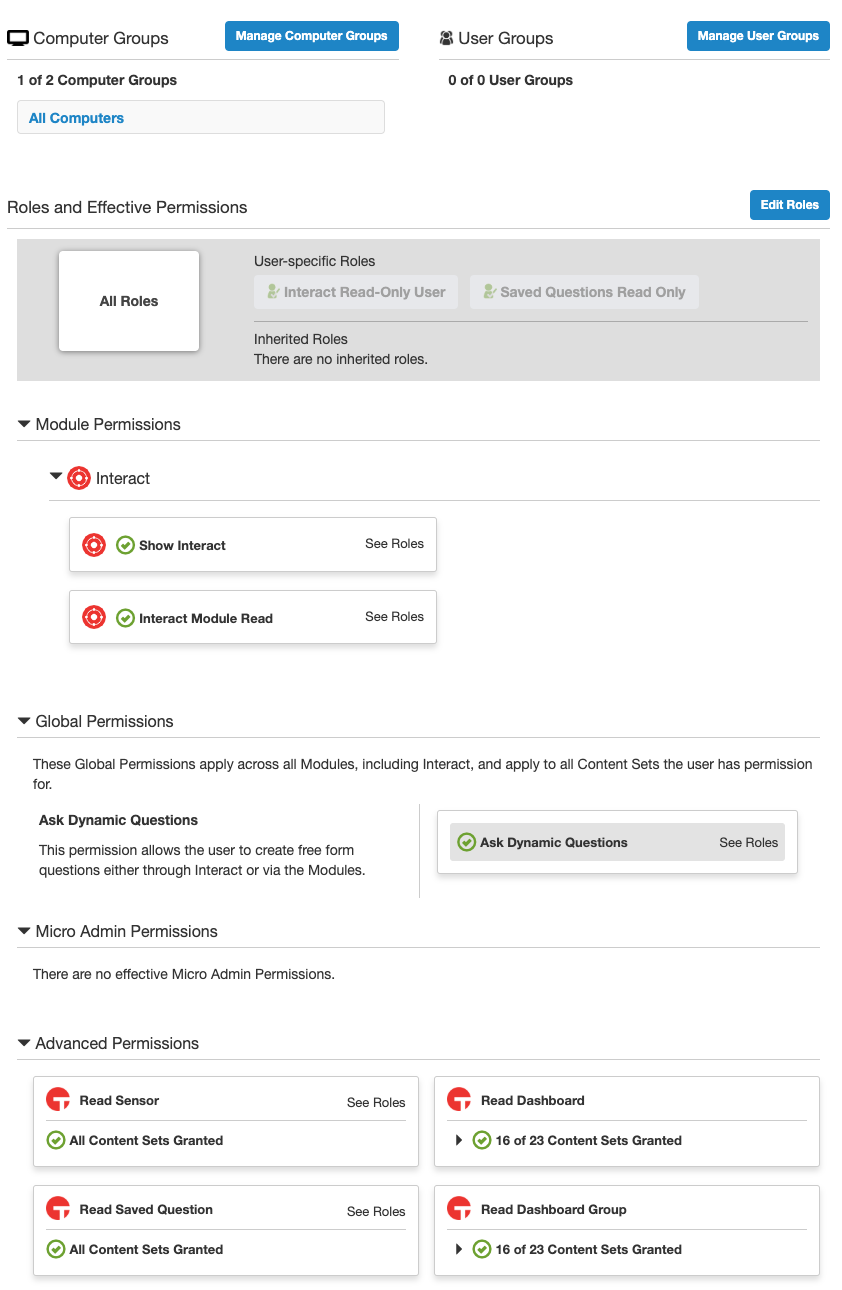 Computer Groups
Manage Computer Groups
1 of 2 Computer Groups
All Computers
User Groups
Manage User Groups
0 of 0 User Groups
Roles and Effective Permissions
Edit Roles
All Roles
User-specific Roles
Interact Read-Only User
Saved Questions Read Only
Inherited Roles
There are no inherited roles.
Module Permissions
Interact
Show Interact
See Roles
Interact Module Read
See Roles
Global Permissions
These Global Permissions apply across all Modules, including Interact, and apply to all Content Sets the user has permission
for.
Ask Dynamic Questions
This permission allows the user to create free form
questions either through Interact or via the Modules.
Ask Dynamic Questions
See Roles
Micro Admin Permissions
There are no effective Micro Admin Permissions.
Advanced Permissions
Read Sensor
See Roles
All Content Sets Granted
Read Dashboard
16 of 23 Content Sets Granted
Read Saved Question
See Roles
All Content Sets Granted
Read Dashboard Group
16 of 23 Content Sets Granted